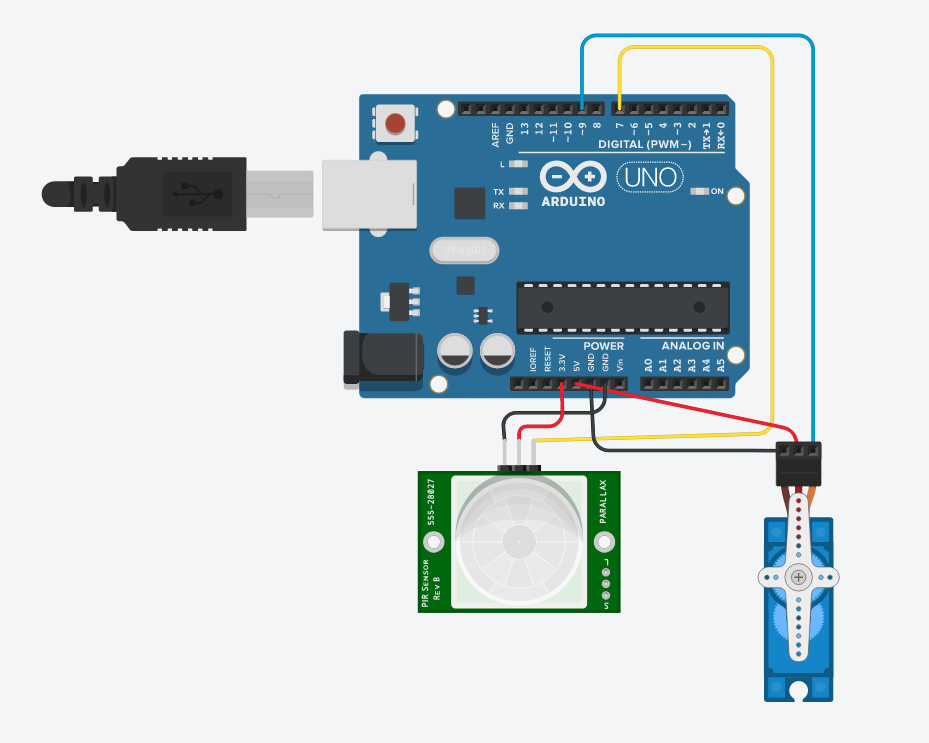 AREF
GND
13
12
~11
~10
~9
8
7
~6
~5
4
~3
2
TX→1
RX←0
DIGITAL (PWM~)
L
TX
RX
ARDUINO
UNO
ON
POWER
ANALOG IN
IOREF
RESET
3.3V
5V
GND
GND
Vin
A0
A1
A2
A3
A4
A5
555-28027
PIR SENSOR
REV B
PARALLAX
S